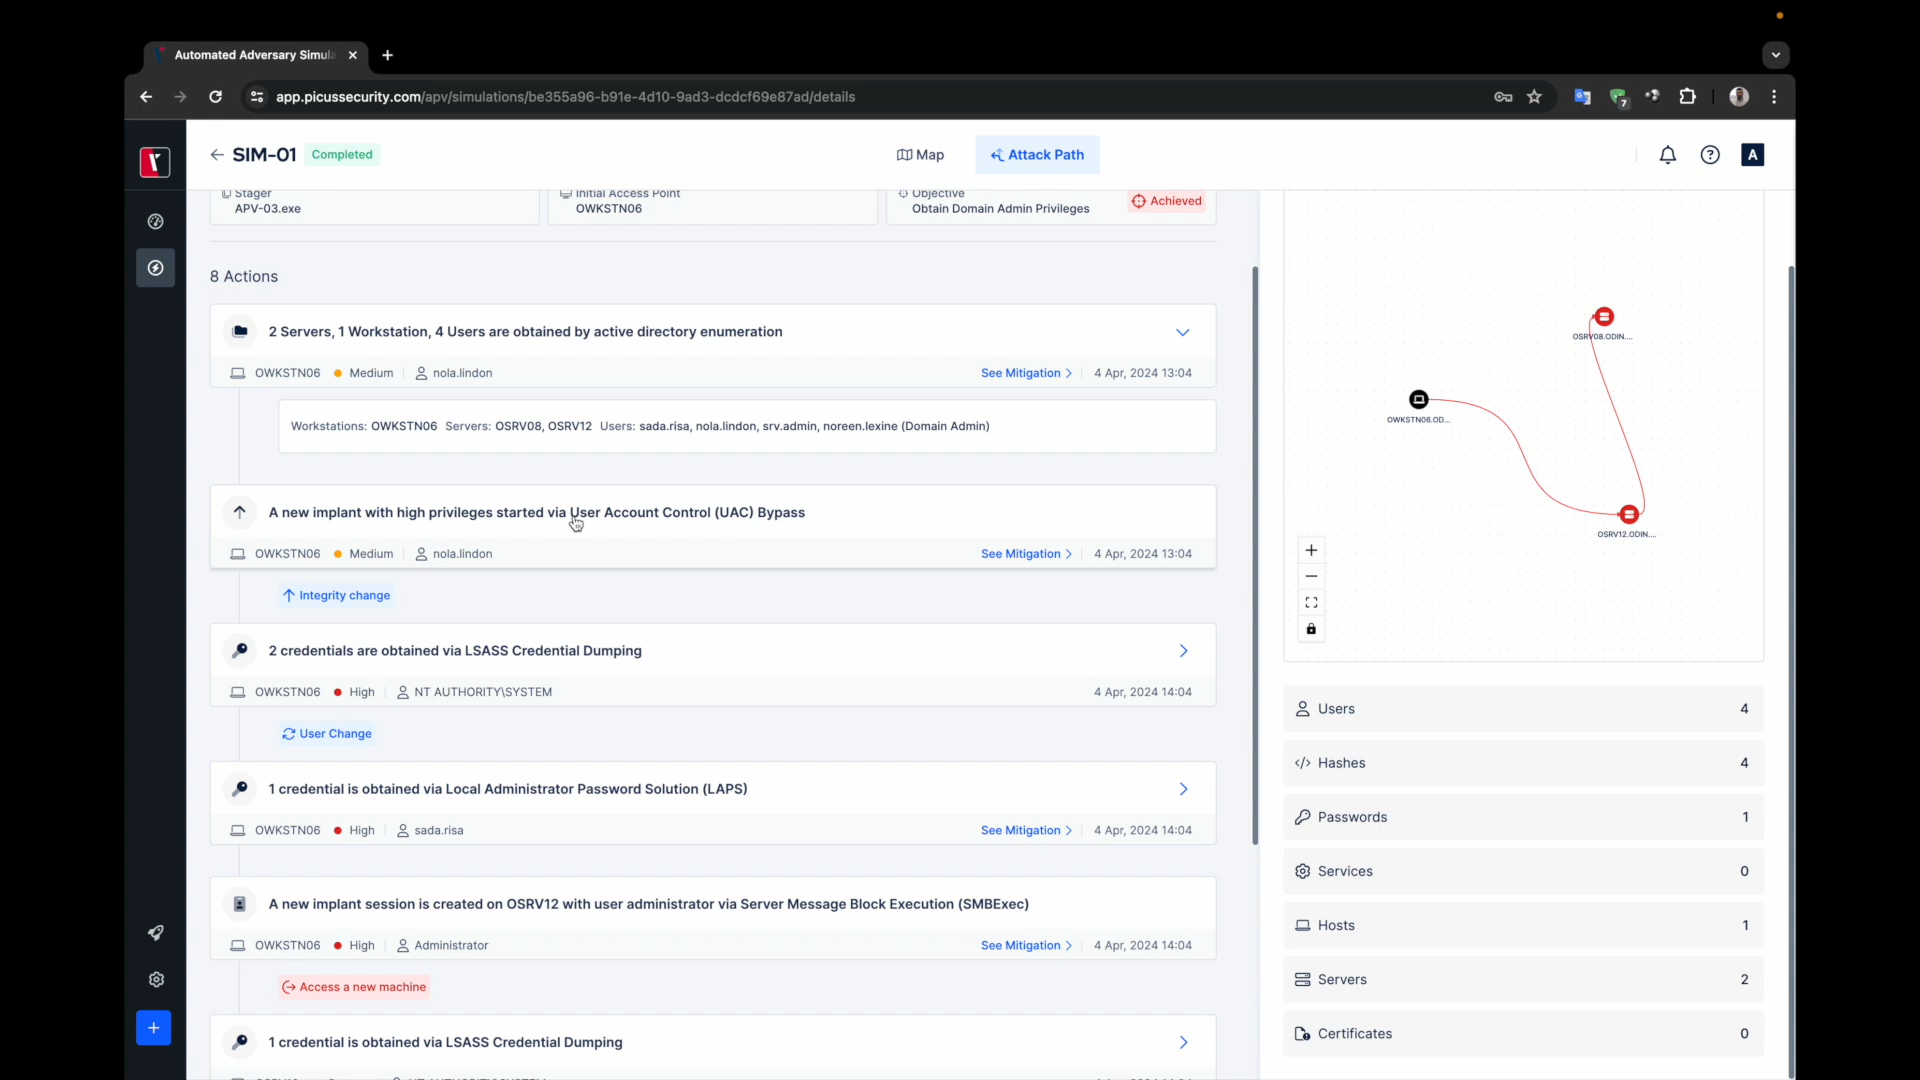 Automated Adversary Simula
app.picussecurity.com/apv/simulations/be355a96-b91e-4d10-9ad3-dcdcf69e87ad/details
7
SIM-01 Completed
Map
Attack Path
A
Stager
APV-03.exe
Initial Access Point
OWKSTN06
Objective
Obtain Domain Admin Privileges
Achieved
8 Actions
2 Servers, 1 Workstation, 4 Users are obtained by active directory enumeration
OWKSTN06 Medium nola.lindon See Mitigation 4 Apr, 2024 13:04
Workstations: OWKSTN06 Servers: OSRV08, OSRV12 Users: sada.risa, nola.lindon, srv.admin, noreen.lexine (Domain Admin)
A new implant with high privileges started via User Account Control (UAC) Bypass
OWKSTN06 Medium nola.lindon See Mitigation 4 Apr, 2024 13:04
Integrity change
2 credentials are obtained via LSASS Credential Dumping
OWKSTN06 High NT AUTHORITY\SYSTEM 4 Apr, 2024 14:04
User Change
1 credential is obtained via Local Administrator Password Solution (LAPS)
OWKSTN06 High sada.risa See Mitigation 4 Apr, 2024 14:04
A new implant session is created on OSRV12 with user administrator via Server Message Block Execution (SMBExec)
OWKSTN06 High Administrator See Mitigation 4 Apr, 2024 14:04
Access a new machine
1 credential is obtained via LSASS Credential Dumping
OSRV08.ODIN....
OWKSTN06.OD...
OSRV12.ODIN....
Users 4
Hashes 4
Passwords 1
Services 0
Hosts 1
Servers 2
Certificates 0